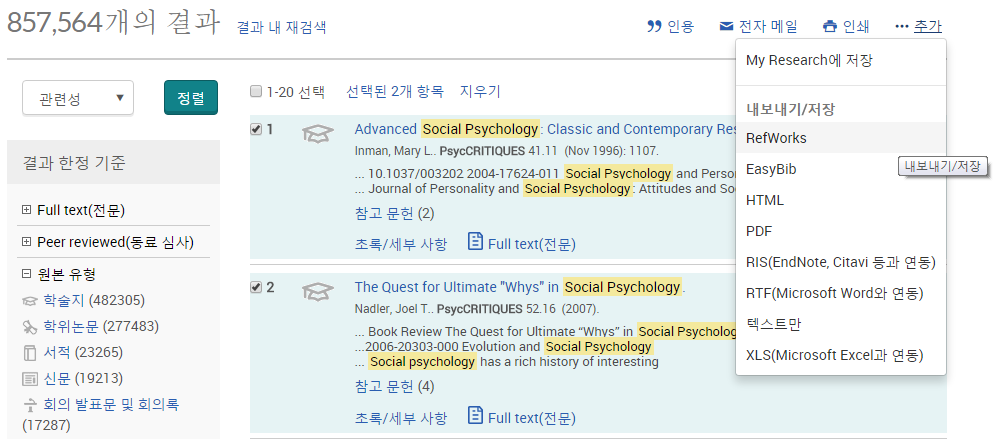 857,564개의 결과 결과 내 재검색
인용 전자 메일 인쇄 ••• 추가
관련성 정렬
결과 한정 기준
Full text(전문)
Peer reviewed(동료 심사)
원본 유형
학술지 (482305)
학위논문 (277483)
서적 (23265)
신문 (19213)
회의 발표문 및 회의록
(17287)
1-20 선택 선택된 2개 항목 지우기
1 Advanced Social Psychology: Classic and Contemporary Res
Inman, Mary L.. PsycCRITIQUES 41.11 (Nov 1996): 1107.
... 10.1037/003202 2004-17624-011 Social Psychology and Person
... Journal of Personality and Social Psychology: Attitudes and Soc
참고 문헌 (2)
초록/세부 사항 Full text(전문)
2 The Quest for Ultimate "Whys" in Social Psychology.
Nadler, Joel T.. PsycCRITIQUES 52.16 (2007).
... Book Review The Quest for Ultimate “Whys” in Social Psycholog
...2006-20303-000 Evolution and Social Psychology
... Social psychology has a rich history of interesting
참고 문헌 (4)
초록/세부 사항 Full text(전문)
My Research에 저장
내보내기/저장
RefWorks
내보내기/저장
EasyBib
HTML
PDF
RIS(EndNote, Citavi 등과 연동)
RTF(Microsoft Word와 연동)
텍스트만
XLS(Microsoft Excel과 연동)